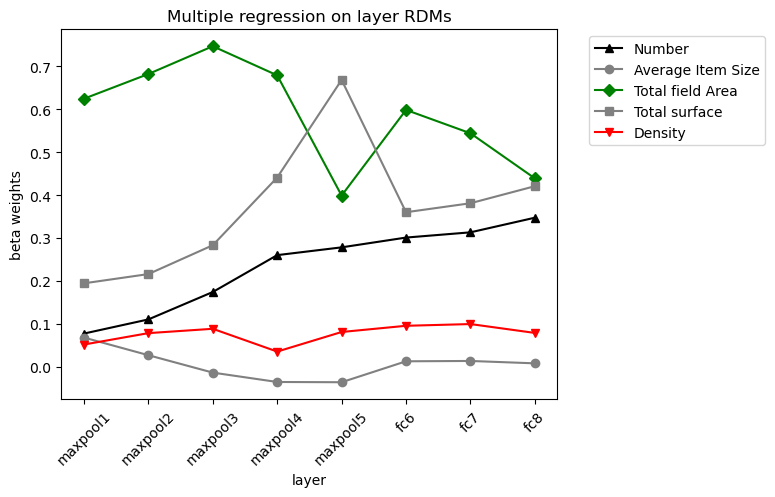 Multiple regression on layer RDMs
Number
Average Item Size
Total field Area
Total surface
Density
beta weights
0.7
0.6
0.5
0.4
0.3
0.2
0.1
0.0
maxpool1
maxpool2
maxpool3
maxpool4
maxpool5
fc6
fc7
fc8
layer